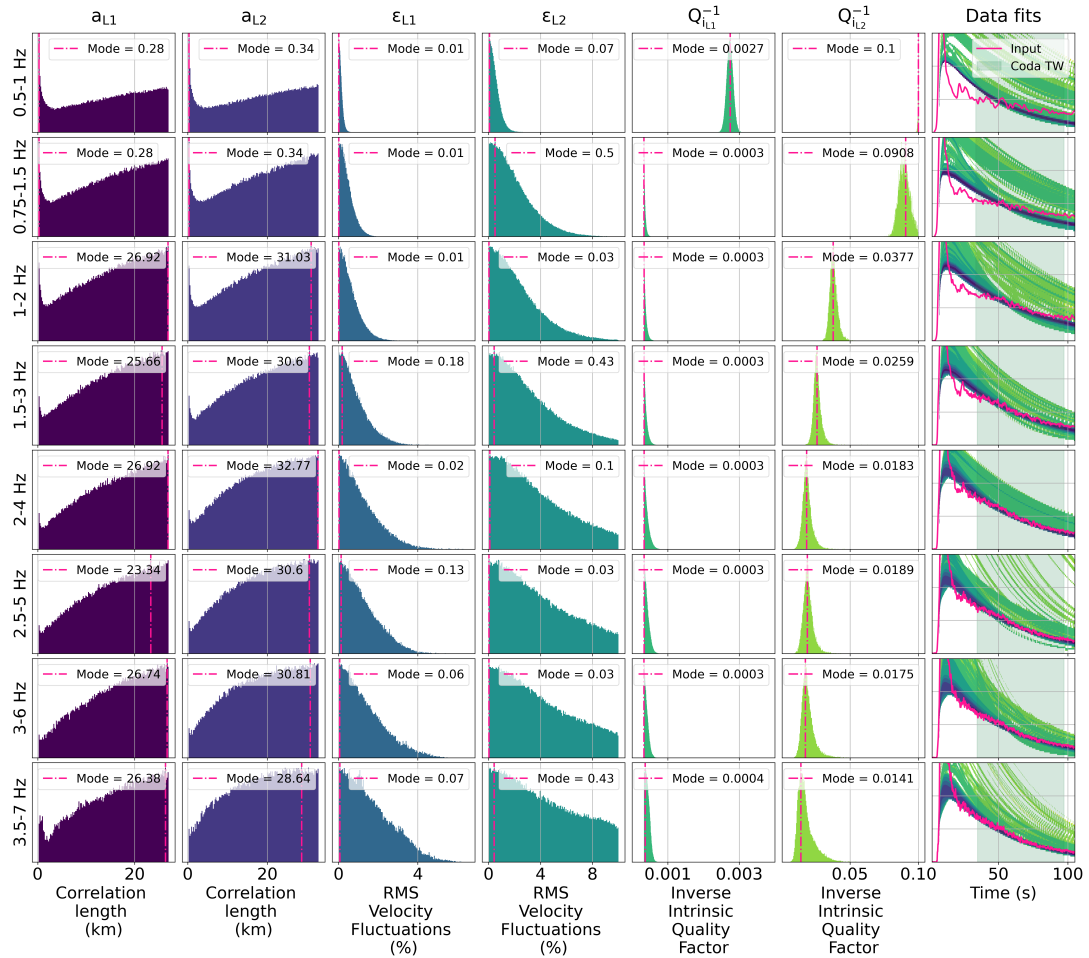 a_L1 a_L2 ε_L1 ε_L2 Q_iL1^−1 Q_iL2^−1 Data fits
0.5-1 Hz
Mode = 0.28 Mode = 0.34 Mode = 0.01 Mode = 0.07 Mode = 0.0027 Mode = 0.1 Input
Coda TW
0.75-1.5 Hz
Mode = 0.28 Mode = 0.34 Mode = 0.01 Mode = 0.5 Mode = 0.0003 Mode = 0.0908
1-2 Hz
Mode = 26.92 Mode = 31.03 Mode = 0.01 Mode = 0.03 Mode = 0.0003 Mode = 0.0377
1.5-3 Hz
Mode = 25.66 Mode = 30.6 Mode = 0.18 Mode = 0.43 Mode = 0.0003 Mode = 0.0259
2-4 Hz
Mode = 26.92 Mode = 32.77 Mode = 0.02 Mode = 0.1 Mode = 0.0003 Mode = 0.0183
2.5-5 Hz
Mode = 23.34 Mode = 30.6 Mode = 0.13 Mode = 0.03 Mode = 0.0003 Mode = 0.0189
3-6 Hz
Mode = 26.74 Mode = 30.81 Mode = 0.06 Mode = 0.03 Mode = 0.0003 Mode = 0.0175
3.5-7 Hz
Mode = 26.38 Mode = 28.64 Mode = 0.07 Mode = 0.43 Mode = 0.0004 Mode = 0.0141
0 20 0 20 0 4 0 4 8 0.001 0.003 0.05 0.10 0 50 100
Correlation
length
(km)
Correlation
length
(km)
RMS
Velocity
Fluctuations
(%)
RMS
Velocity
Fluctuations
(%)
Inverse
Intrinsic
Quality
Factor
Inverse
Intrinsic
Quality
Factor
Time (s)